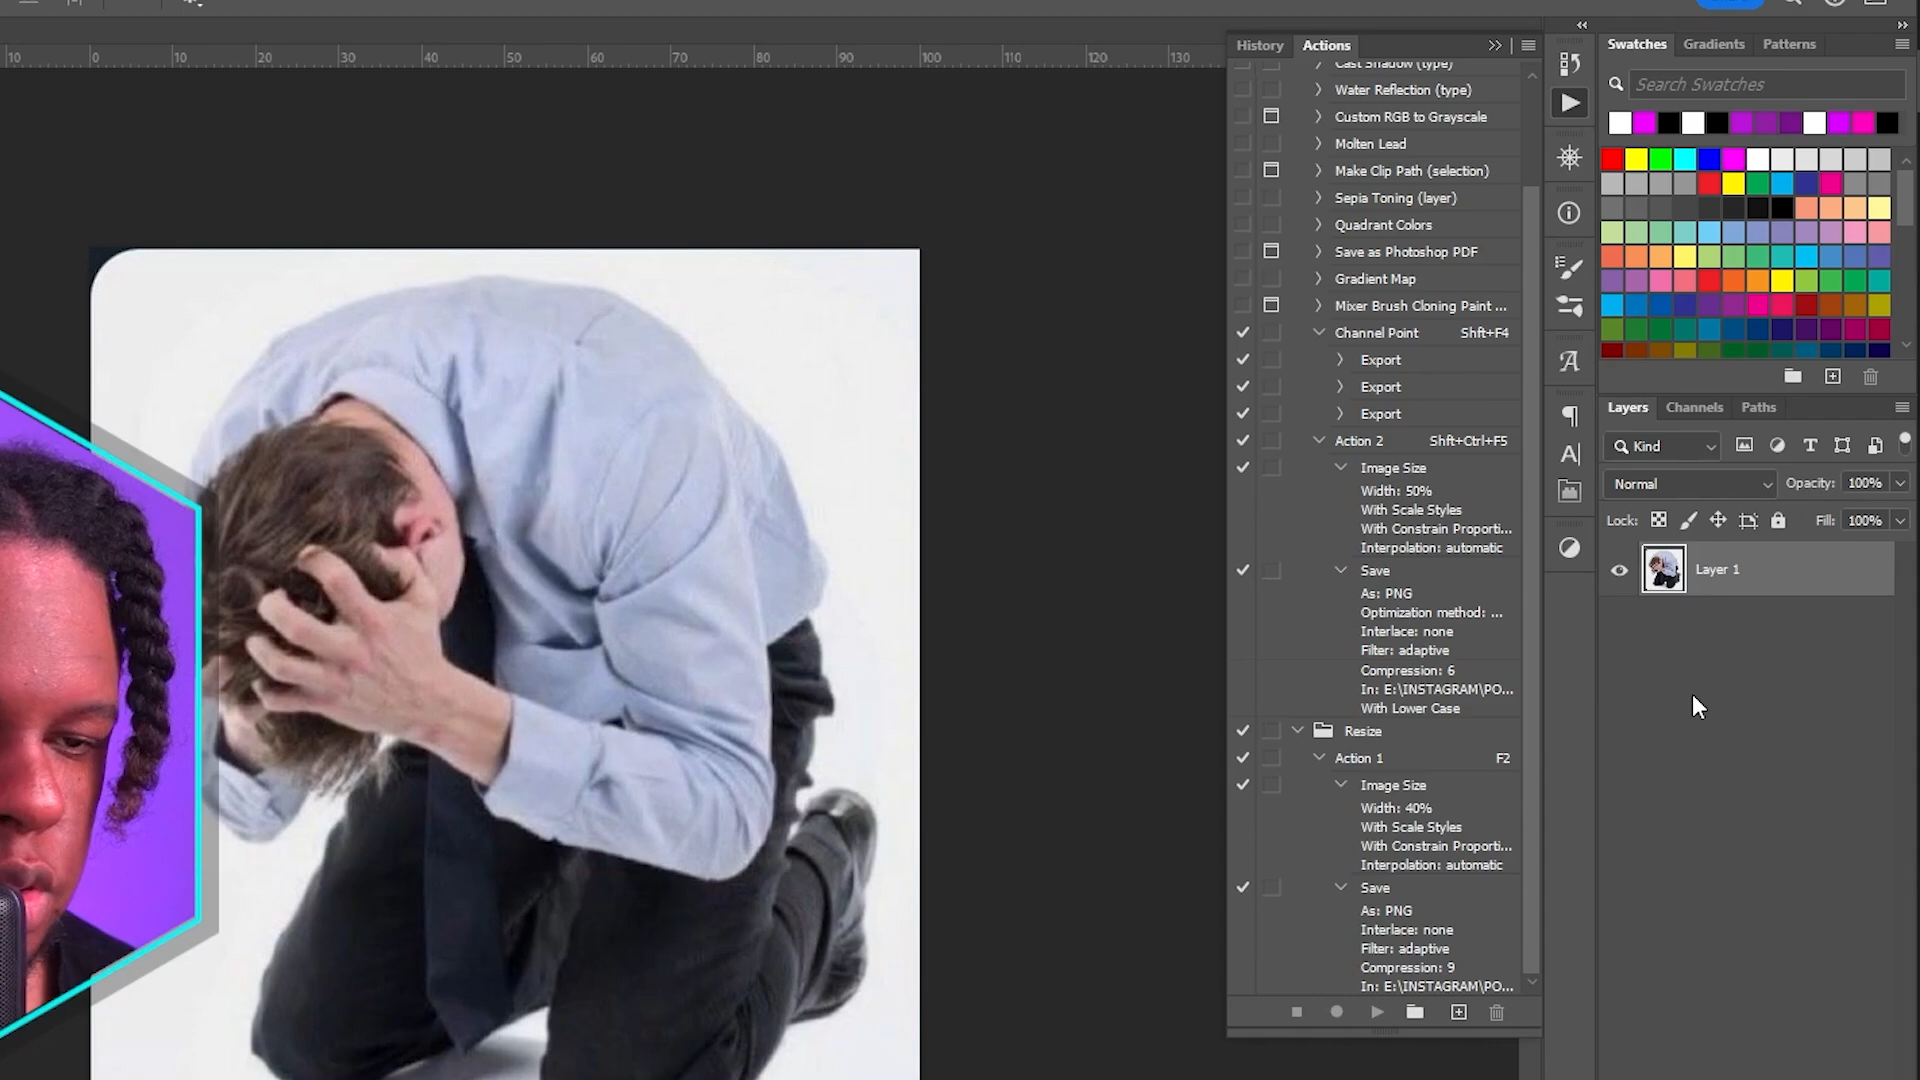 10 0 10 20 30 40 50 60 70 80 90 100 110 120 130
History Actions
Cast Shadow (type)
Water Reflection (type)
Custom RGB to Grayscale
Molten Lead
Make Clip Path (selection)
Sepia Toning (layer)
Quadrant Colors
Save as Photoshop PDF
Gradient Map
Mixer Brush Cloning Paint ...
Channel Point Shft+F4
Export
Export
Export
Action 2 Shft+Ctrl+F5
Image Size
Width: 50%
With Scale Styles
With Constrain Proporti...
Interpolation: automatic
Save
As: PNG
Optimization method: ...
Interlace: none
Filter: adaptive
Compression: 6
In: E:\INSTAGRAM\PO...
With Lower Case
Resize
Action 1 F2
Image Size
Width: 40%
With Scale Styles
With Constrain Proporti...
Interpolation: automatic
Save
As: PNG
Interlace: none
Filter: adaptive
Compression: 9
In: E:\INSTAGRAM\PO...
Swatches Gradients Patterns
Search Swatches
Layers Channels Paths
Kind
Normal Opacity: 100%
Lock: Fill: 100%
Layer 1